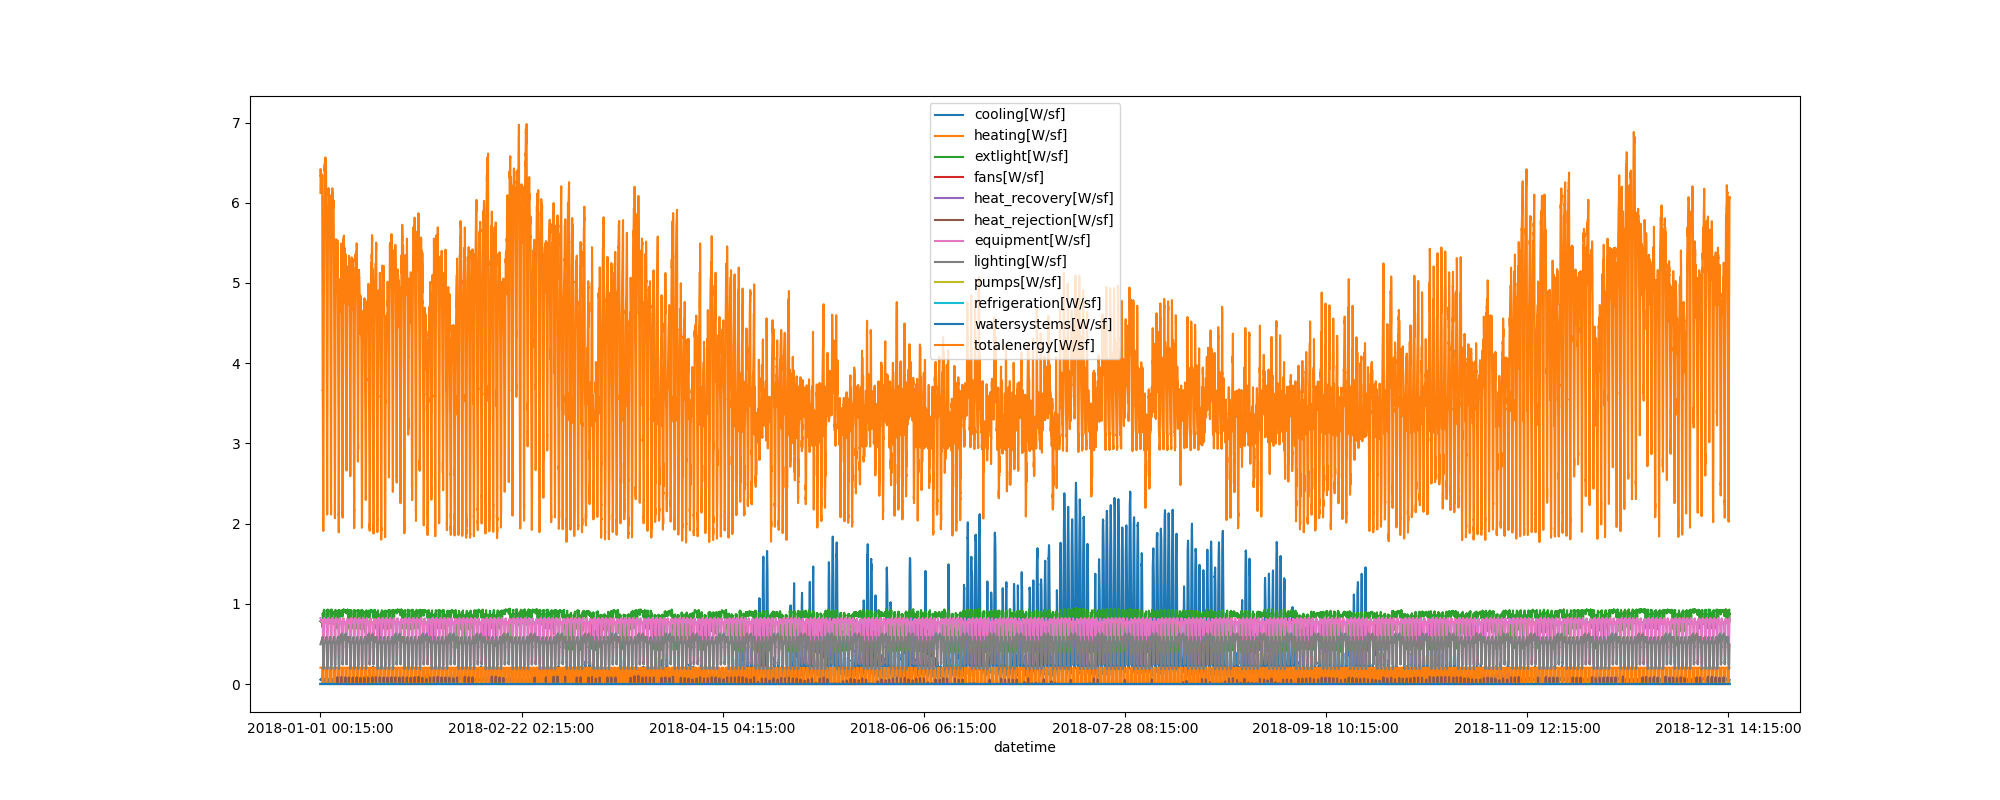 cooling[W/sf]
heating[W/sf]
extlight[W/sf]
fans[W/sf]
heat_recovery[W/sf]
heat_rejection[W/sf]
equipment[W/sf]
lighting[W/sf]
pumps[W/sf]
refrigeration[W/sf]
watersystems[W/sf]
totalenergy[W/sf]
7
6
5
4
3
2
1
0
2018-01-01 00:15:00 2018-02-22 02:15:00 2018-04-15 04:15:00 2018-06-06 06:15:00 2018-07-28 08:15:00 2018-09-18 10:15:00 2018-11-09 12:15:00 2018-12-31 14:15:00
datetime